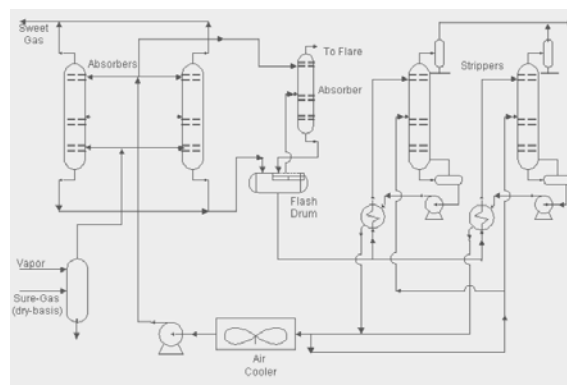 Sweet
Gas
Absorbers
To Flare
Absorber
Strippers
Flash
Drum
Vapor
Sure-Gas
(dry-basis)
Air
Cooler